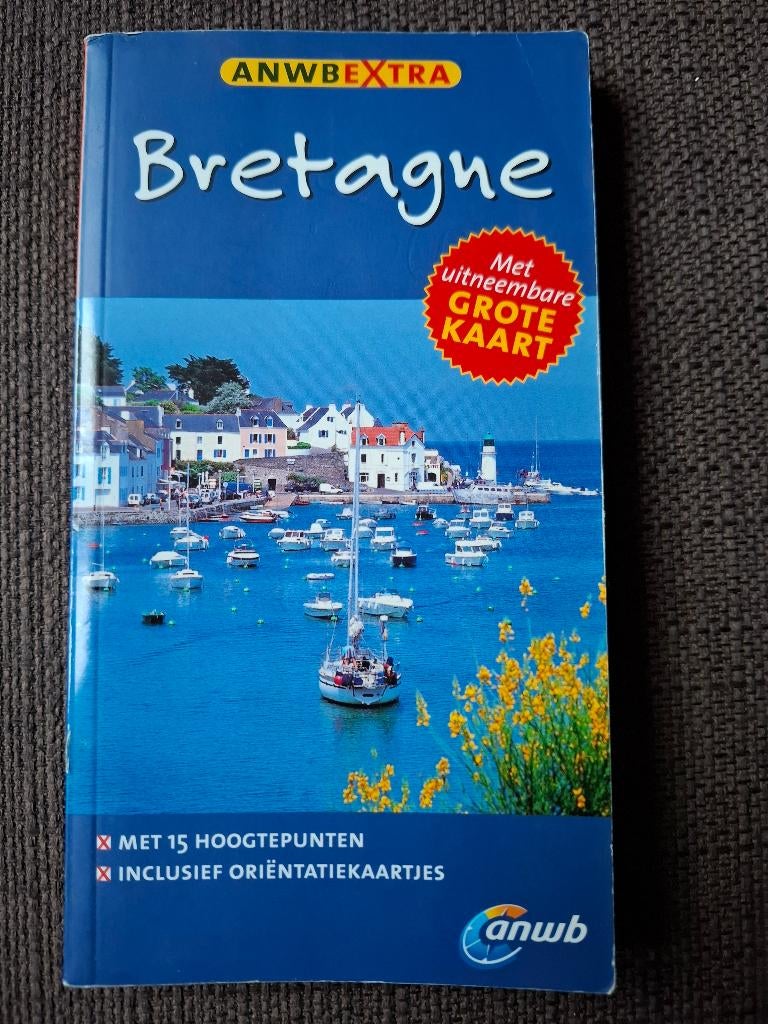 ANWBEXTRA
Bretagne
Met
uitneembare
GROTE
KAART
MET 15 HOOGTEPUNTEN
INCLUSIEF ORIËNTATIEKAARTJES
anwb